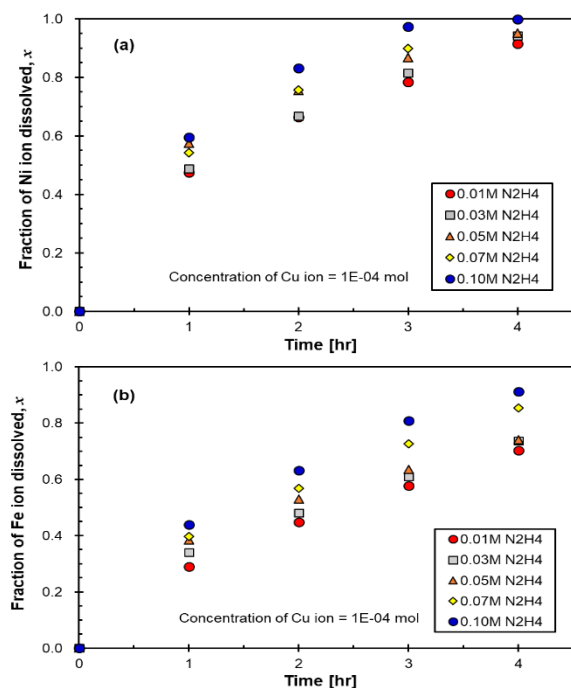 (a)
1.0
0.8
0.6
0.4
0.2
0.0
Fraction of Ni ion dissolved, x
0.01M N2H4
0.03M N2H4
0.05M N2H4
0.07M N2H4
0.10M N2H4
Concentration of Cu ion = 1E-04 mol
0 1 2 3 4
Time [hr]
(b)
1.0
0.8
0.6
0.4
0.2
0.0
Fraction of Fe ion dissolved, x
0.01M N2H4
0.03M N2H4
0.05M N2H4
0.07M N2H4
0.10M N2H4
Concentration of Cu ion = 1E-04 mol
0 1 2 3 4
Time [hr]